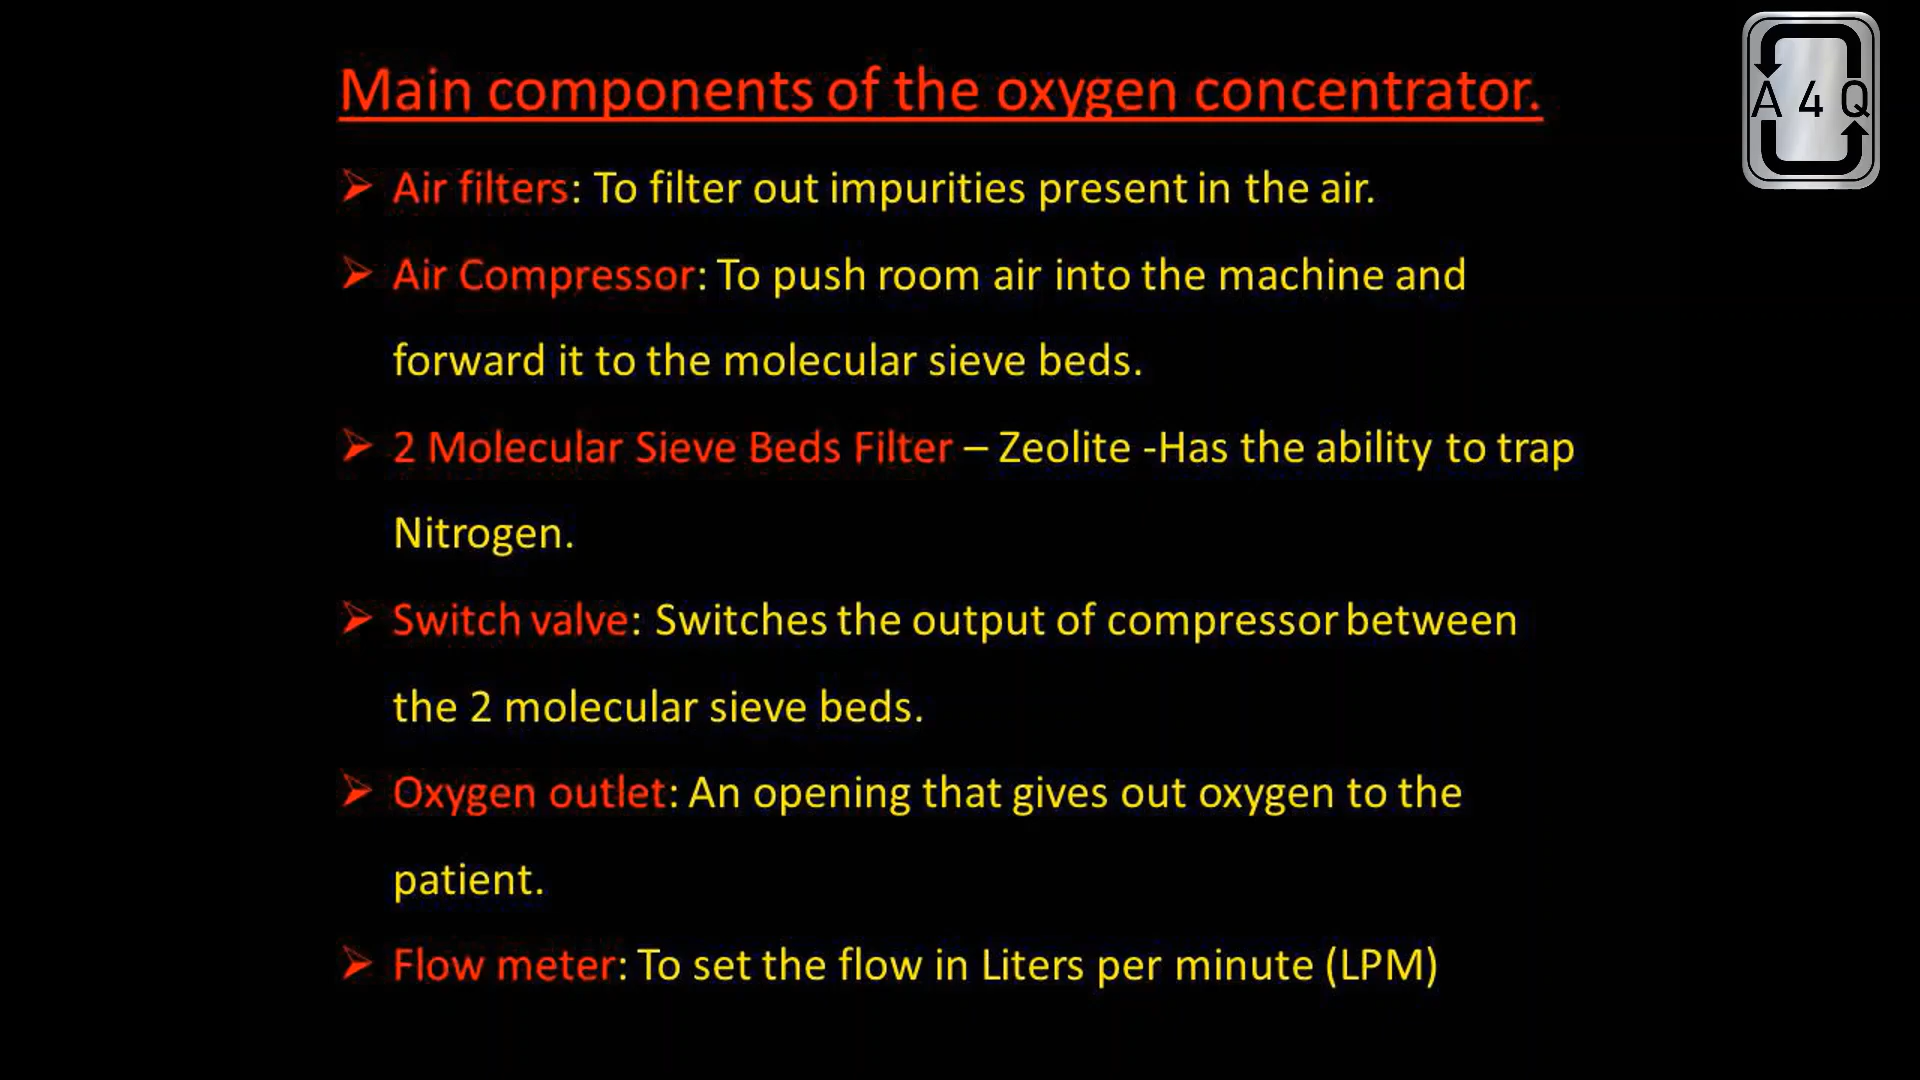 Main components of the oxygen concentrator.
A 4 Q
Air filters: To filter out impurities present in the air.
Air Compressor: To push room air into the machine and
forward it to the molecular sieve beds.
2 Molecular Sieve Beds Filter – Zeolite -Has the ability to trap
Nitrogen.
Switch valve: Switches the output of compressor between
the 2 molecular sieve beds.
Oxygen outlet: An opening that gives out oxygen to the
patient.
Flow meter: To set the flow in Liters per minute (LPM)